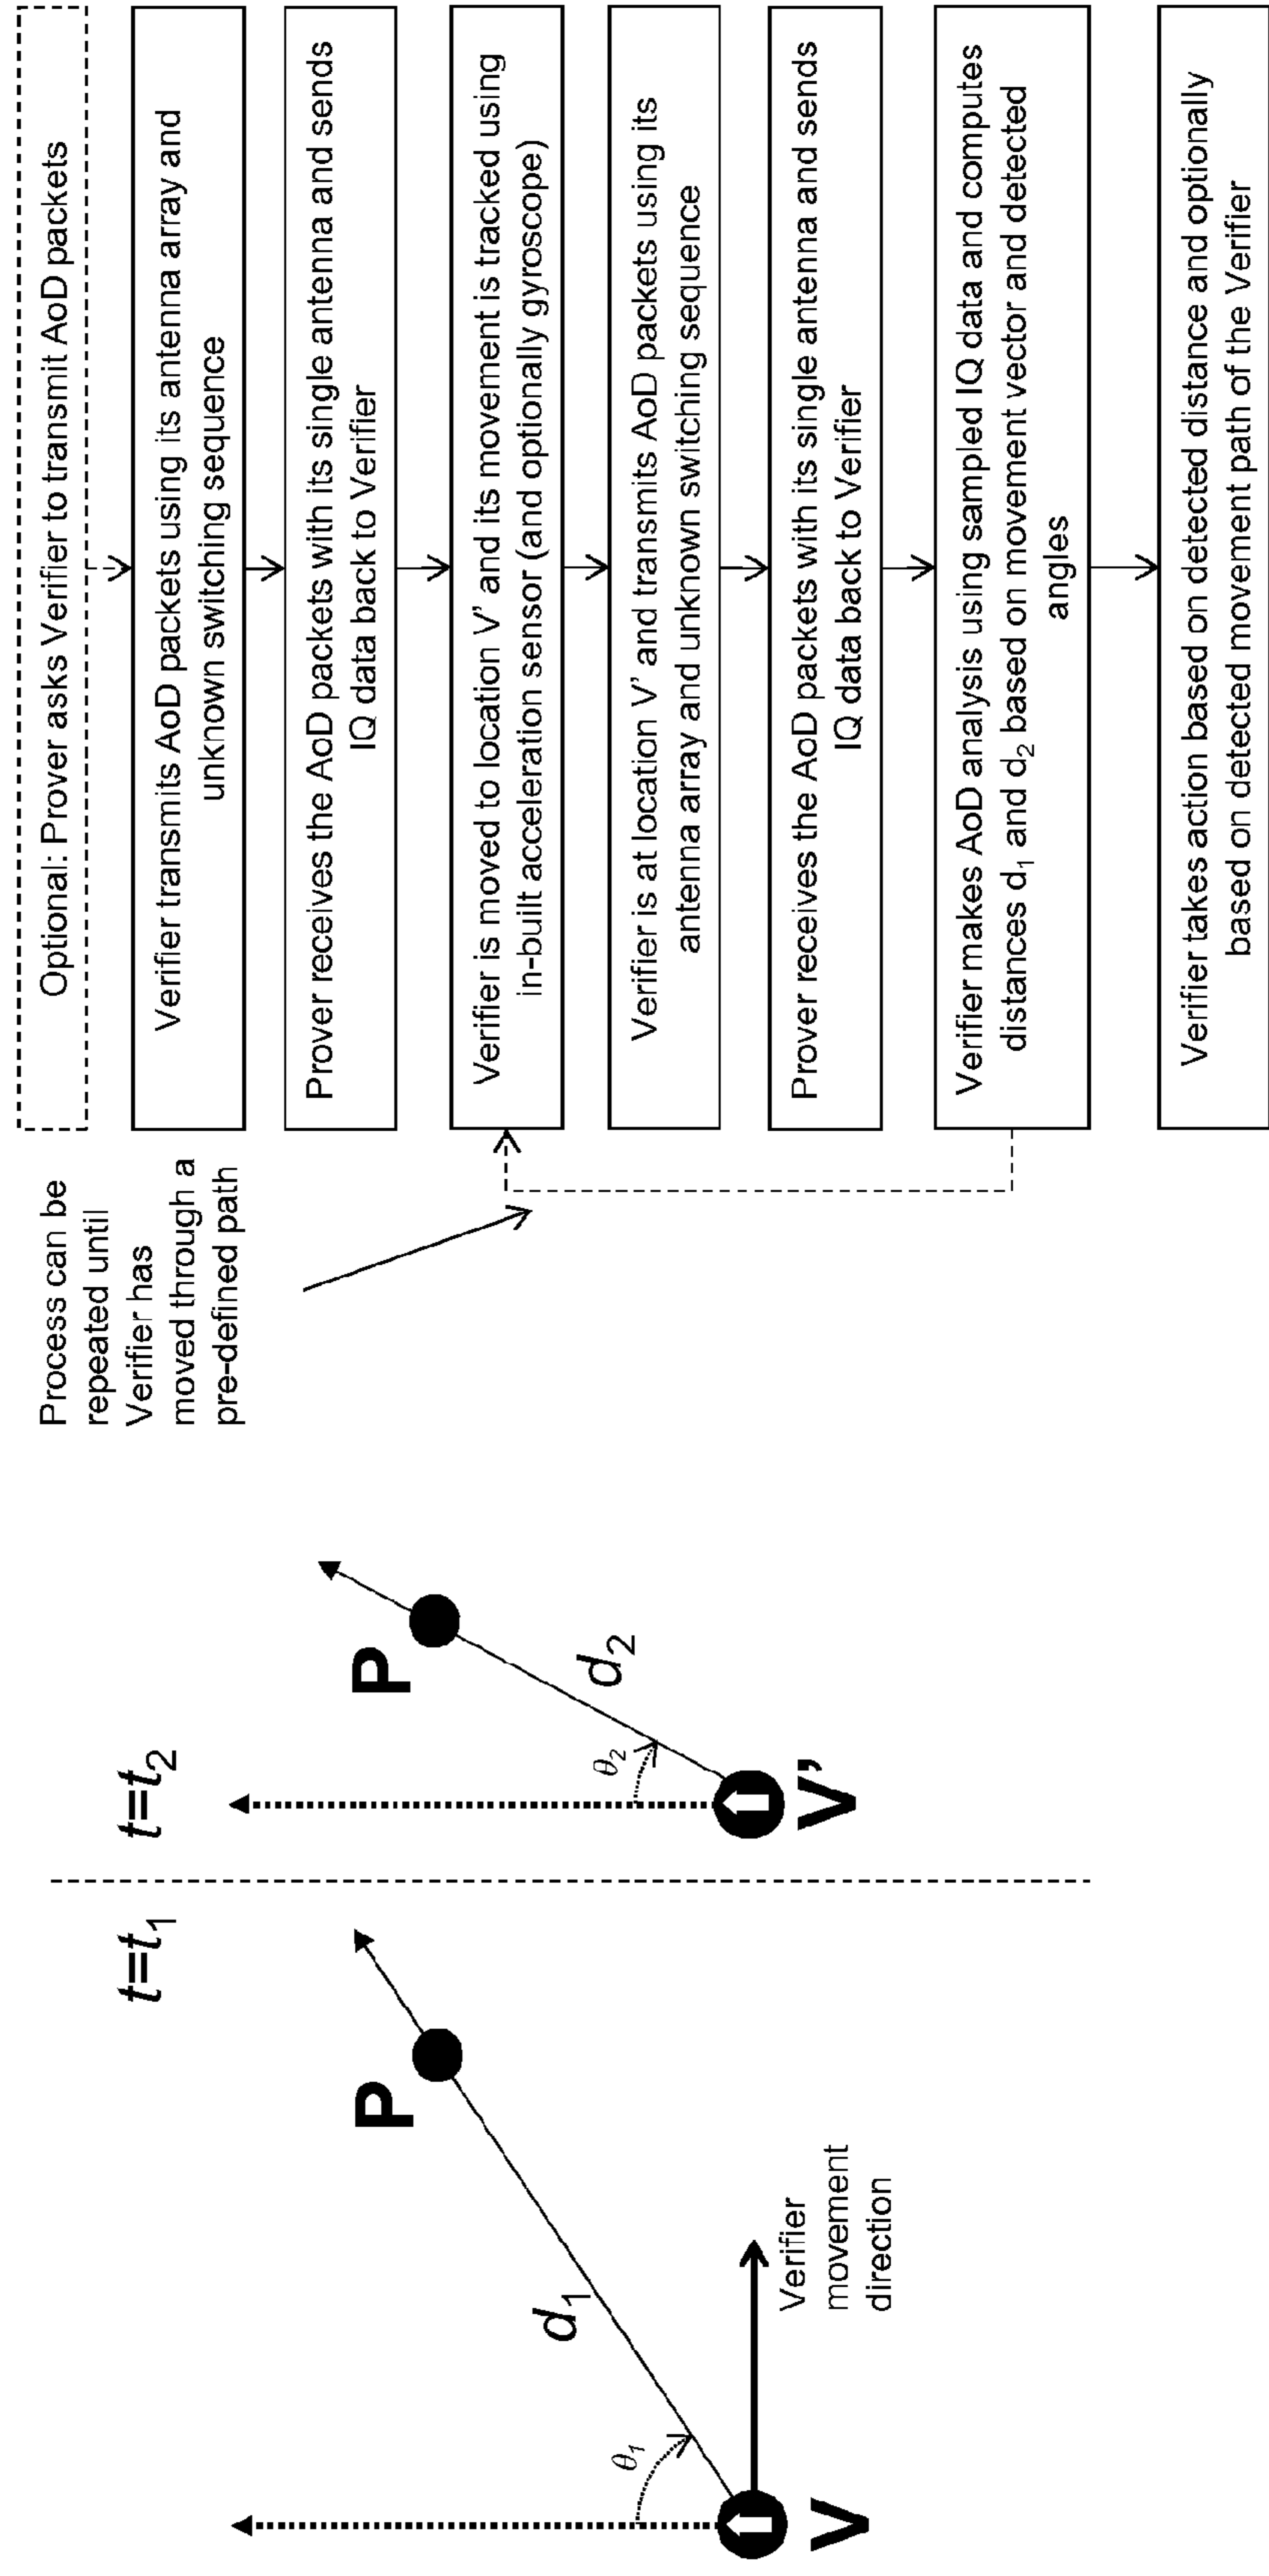 t=t1
t=t2
P
P
d1
d2
θ1
θ2
V
V'
Verifier
movement
direction
Process can be
repeated until
Verifier has
moved through a
pre-defined path
Optional: Prover asks Verifier to transmit AoD packets
Verifier transmits AoD packets using its antenna array and
unknown switching sequence
Prover receives the AoD packets with its single antenna and sends
IQ data back to Verifier
Verifier is moved to location V' and its movement is tracked using
in-built acceleration sensor (and optionally gyroscope)
Verifier is at location V' and transmits AoD packets using its
antenna array and unknown switching sequence
Prover receives the AoD packets with its single antenna and sends
IQ data back to Verifier
Verifier makes AoD analysis using sampled IQ data and computes
distances d1 and d2 based on movement vector and detected
angles
Verifier takes action based on detected distance and optionally
based on detected movement path of the Verifier